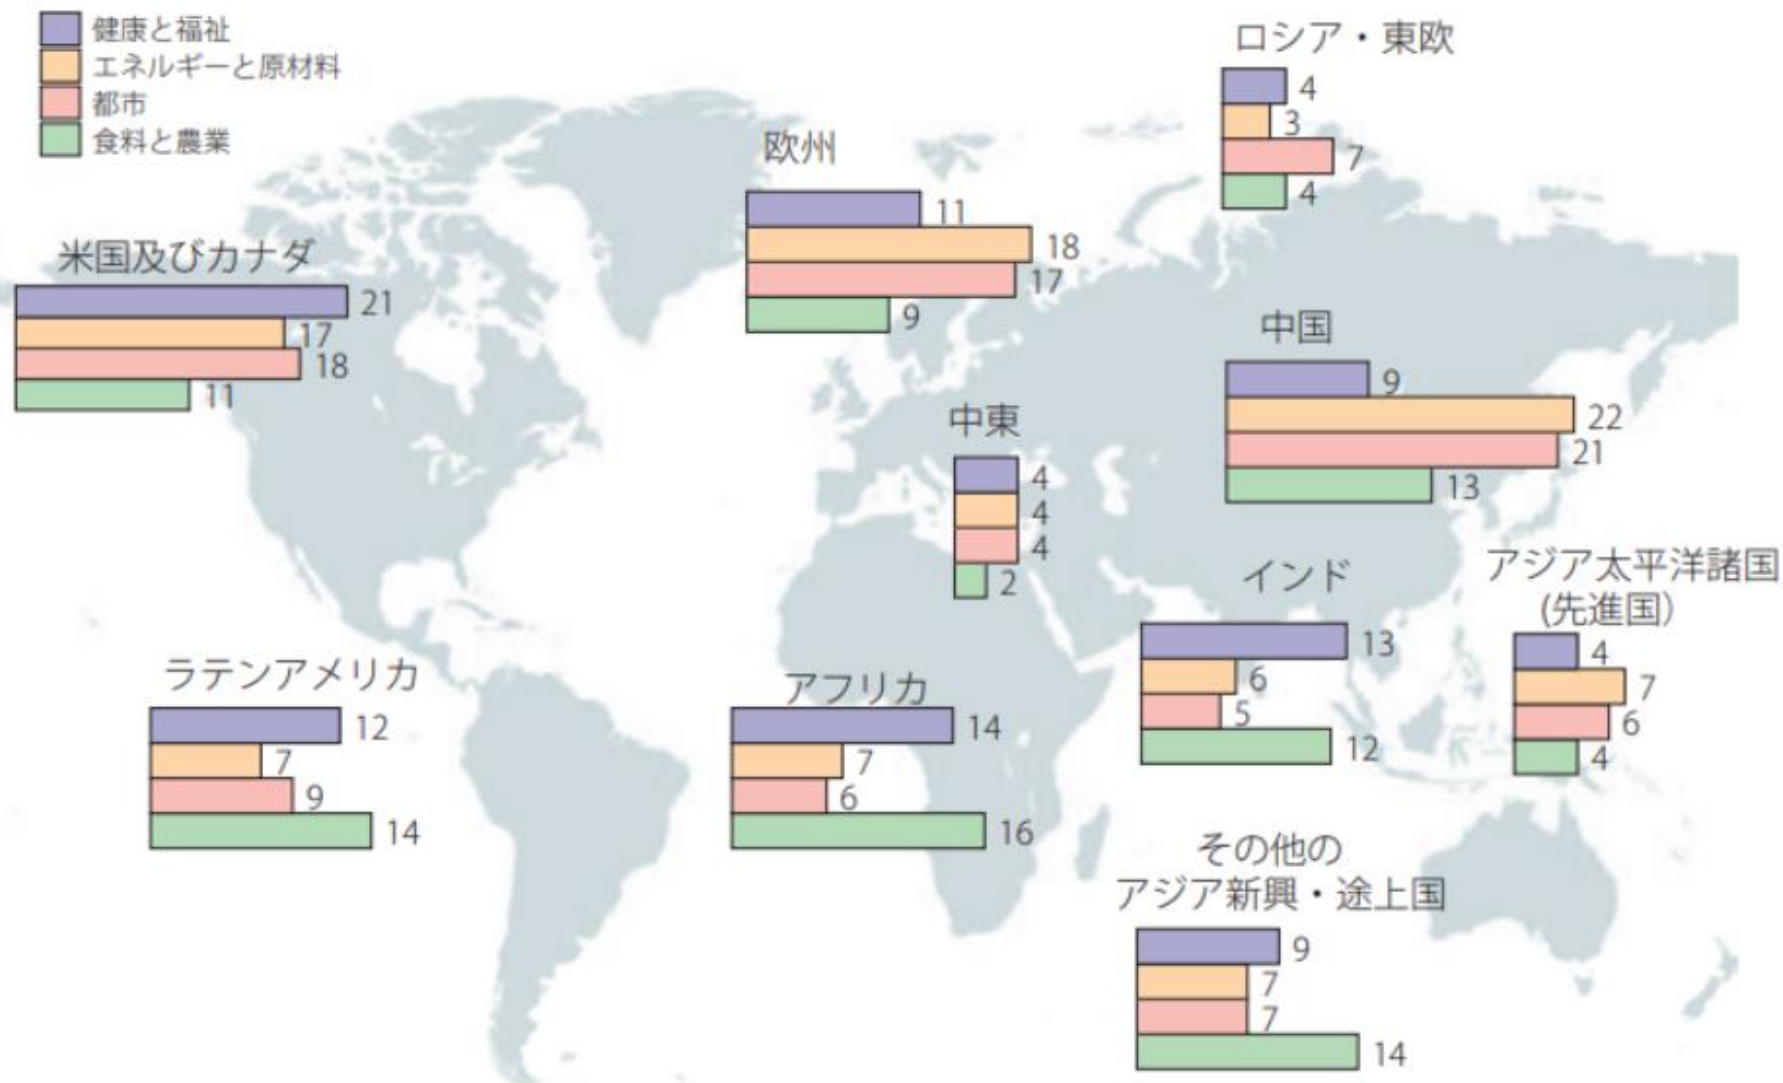 健康と福祉
エネルギーと原材料
都市
食料と農業
ロシア・東欧
4
3
7
4
欧州
11
18
17
9
米国及びカナダ
21
17
18
11
中国
9
22
21
13
中東
4
4
4
2
インド
13
6
5
12
アジア太平洋諸国
(先進国)
4
7
6
4
ラテンアメリカ
12
7
9
14
アフリカ
14
7
6
16
その他の
アジア新興・途上国
9
7
7
14